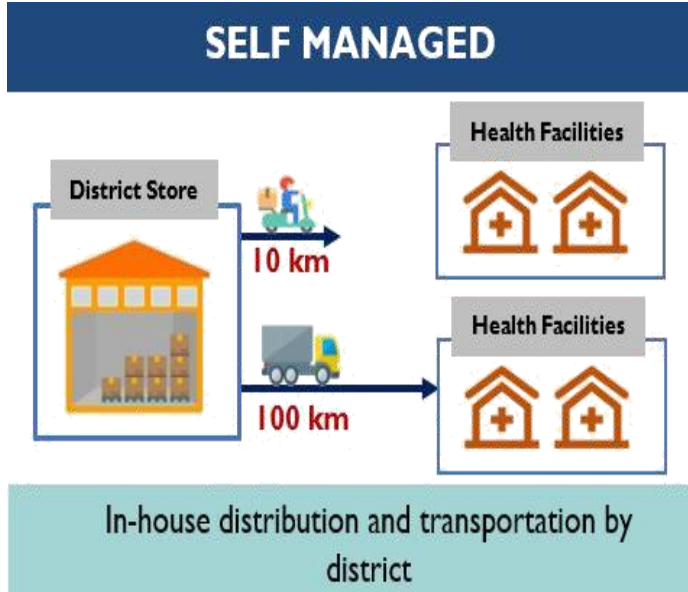 SELF MANAGED
District Store
10 km
100 km
Health Facilities
Health Facilities
In-house distribution and transportation by
district